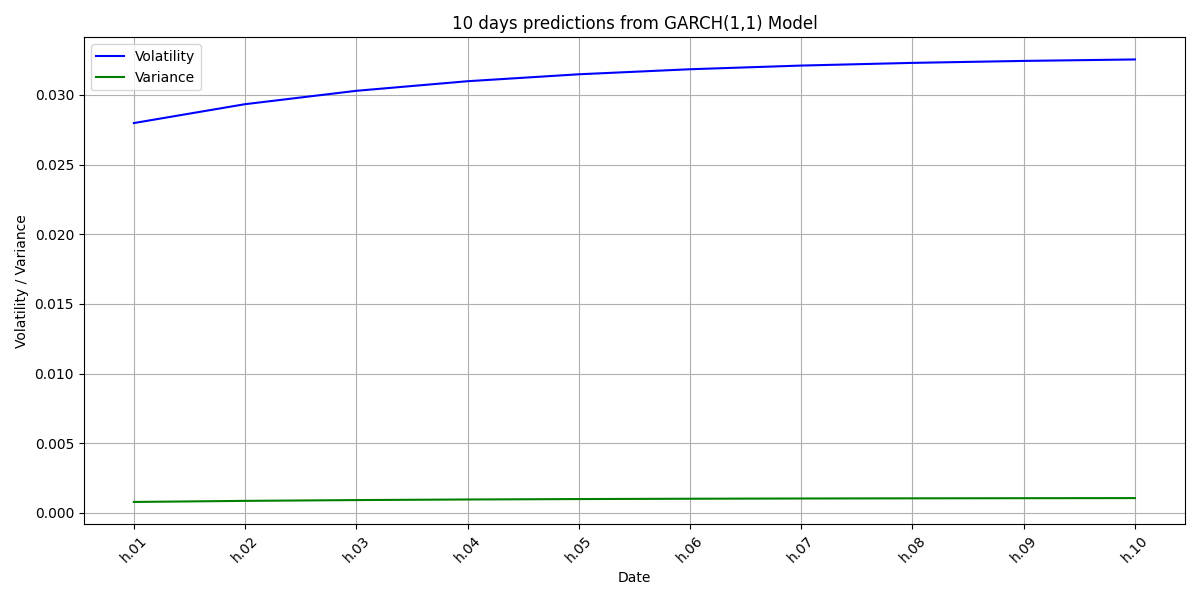 10 days predictions from GARCH(1,1) Model
Volatility
Variance
Volatility / Variance
0.030
0.025
0.020
0.015
0.010
0.005
0.000
h.01
h.02
h.03
h.04
h.05
h.06
h.07
h.08
h.09
h.10
Date